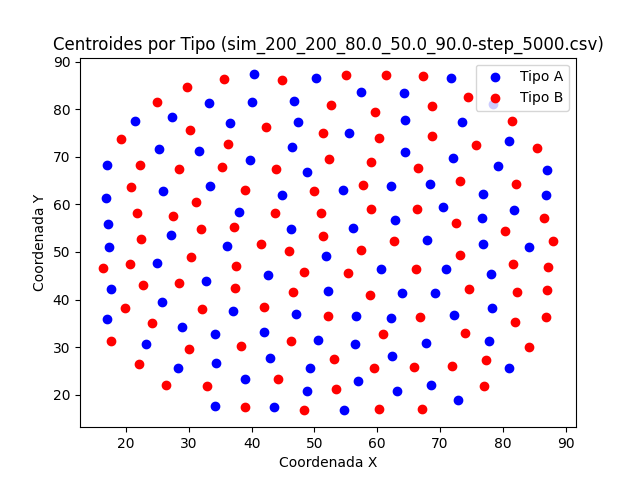 Centroides por Tipo (sim_200_200_80.0_50.0_90.0-step_5000.csv)
Tipo A
Tipo B
90
80
70
60
50
40
30
20
Coordenada Y
20 30 40 50 60 70 80 90
Coordenada X